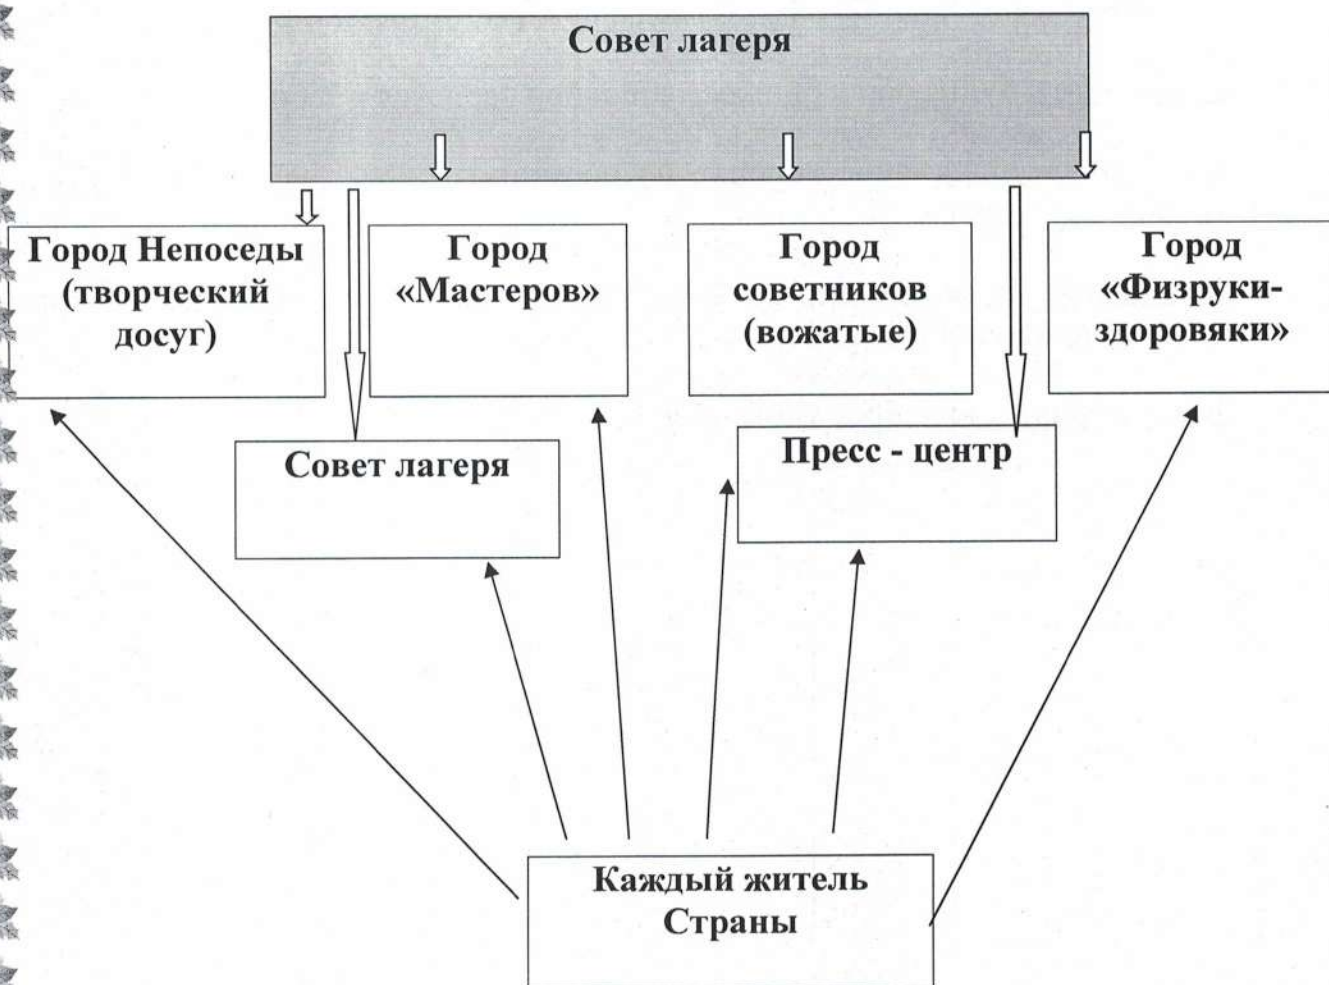 Совет лагеря
Город Непоседы
(творческий
досуг)
Город
«Мастеров»
Город
советников
(вожатые)
Город
«Физруки-
здоровяки»
Совет лагеря
Пресс - центр
Каждый житель
Страны